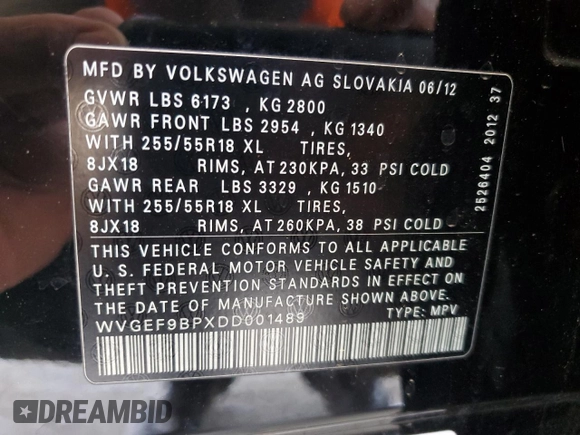 MFD BY VOLKSWAGEN AG SLOVAKIA 06/12
GVWR LBS 6173 , KG 2800
GAWR FRONT LBS 2954 , KG 1340
WITH 255/55R18 XL TIRES,
8JX18 RIMS, AT 230KPA, 33 PSI COLD
GAWR REAR LBS 3329 , KG 1510
WITH 255/55R18 XL TIRES,
8JX18 RIMS, AT 260KPA, 38 PSI COLD
THIS VEHICLE CONFORMS TO ALL APPLICABLE
U. S. FEDERAL MOTOR VEHICLE SAFETY AND
THEFT PREVENTION STANDARDS IN EFFECT ON
THE DATE OF MANUFACTURE SHOWN ABOVE.
WVGEF9BPXDD001489 TYPE: MPV
2526404 2012 37
DREAMBID